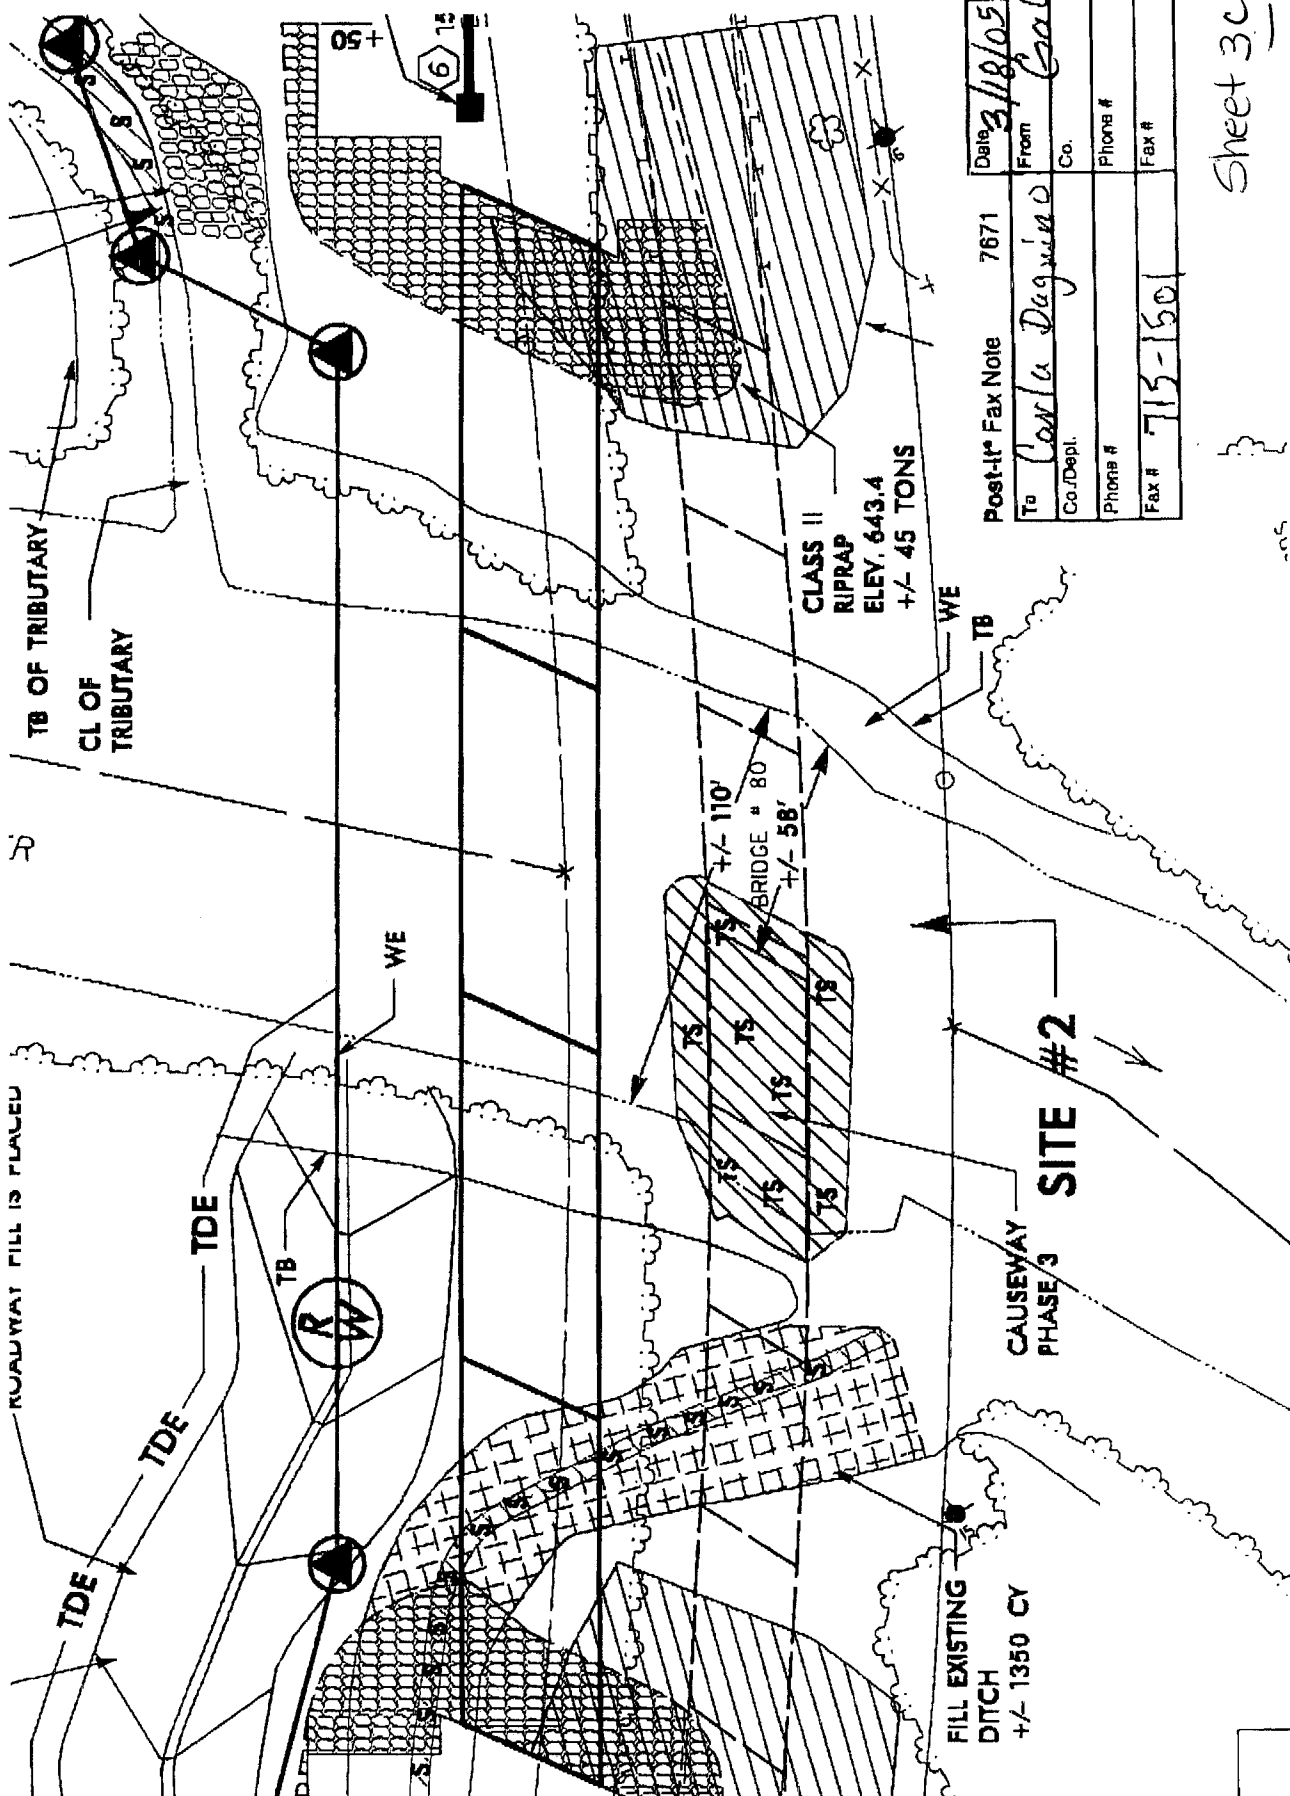 TB OF TRIBUTARY
CL OF
TRIBUTARY
+50
6
S
S
S
S
R
ROADWAY FILL IS PLACED
TDE
TDE
TDE
TB
R/W
WE
+/- 110'
BRIDGE # 80
+/- 58'
TS
TS
TS
TS
TS
TS
TS
TS
CLASS II
RIPRAP
ELEV. 643.4
+/- 45 TONS
WE
TB
SITE #2
CAUSEWAY
PHASE 3
FILL EXISTING
DITCH
+/- 1350 CY
S
S
S
S
S
S
S
S
S
S
S
S
S
Post-it® Fax Note 7671
Date 3/18/05
To Carla Dagnino
From
Co./Dept.
Co.
Phone #
Phone #
Fax # 715-1501
Fax #
Sheet 3C